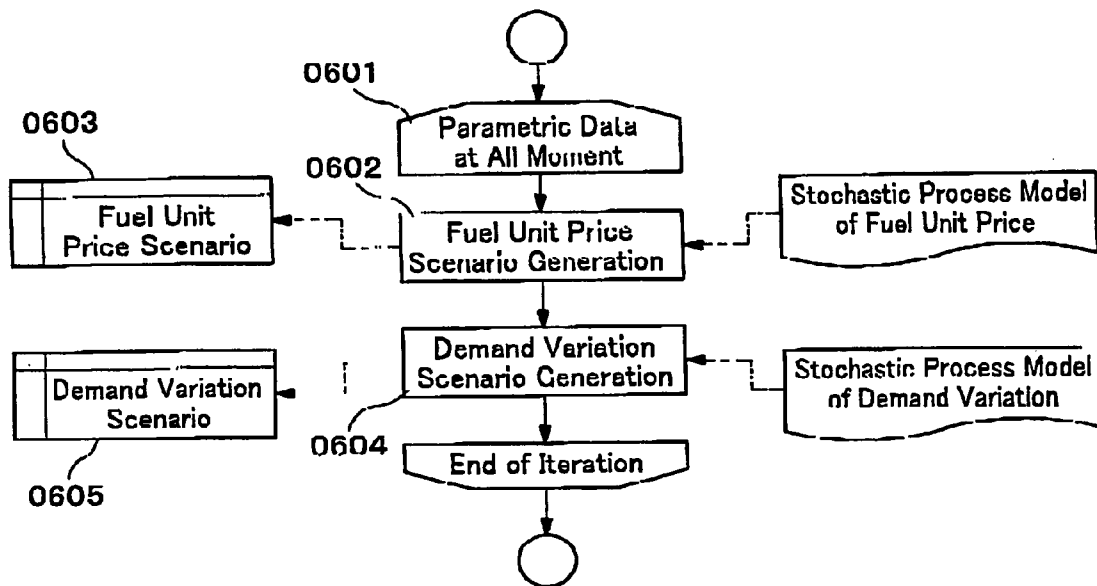 0601
Parametric Data
at All Moment
0603
0602
Fuel Unit
Price Scenario
Fuel Unit Price
Scenario Generation
Stochastic Process Model
of Fuel Unit Price
Demand Variation
Scenario
Demand Variation
Scenario Generation
Stochastic Process Model
of Demand Variation
0604
End of Iteration
0605